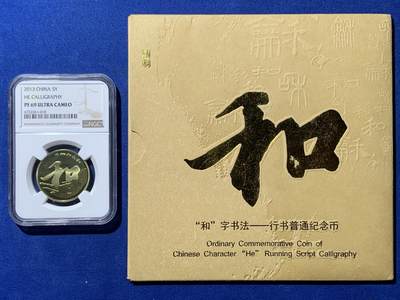 2013 CHINA 5Y
HE CALLIGRAPHY
PF 69 ULTRA CAMEO
NGC
和
“和”字书法——行书普通纪念币
Ordinary Commemorative Coin of
Chinese Character “He” Running Script Calligraphy